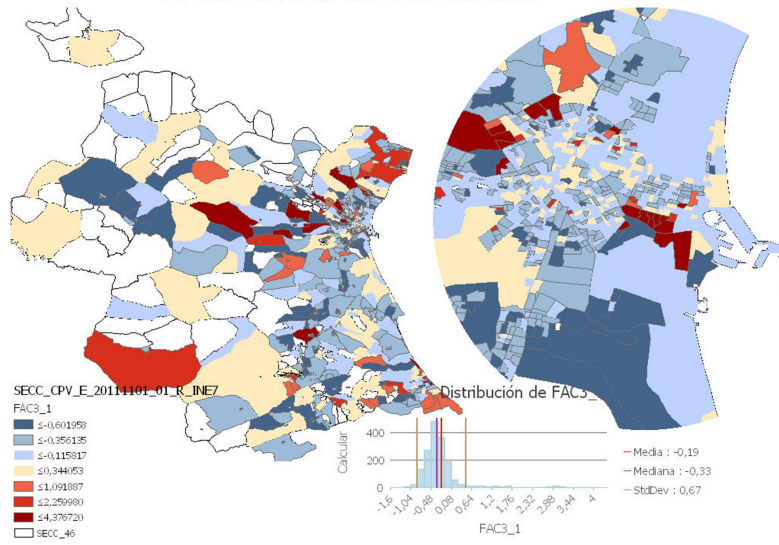 SECC_CPV_E_20111101_01_R_INE7
FAC3_1
≤-0,601958
≤-0,356135
≤-0,115817
≤0,344053
≤1,091887
≤2,259980
≤4,376720
SECC_46
Distribución de FAC3_
Calcular
400
200
0
-1,6
-1,04
-0,48
0,08
0,64
1,2
1,76
2,32
2,88
3,44
4
FAC3_1
Media : -0,19
Mediana : -0,33
StdDev : 0,67